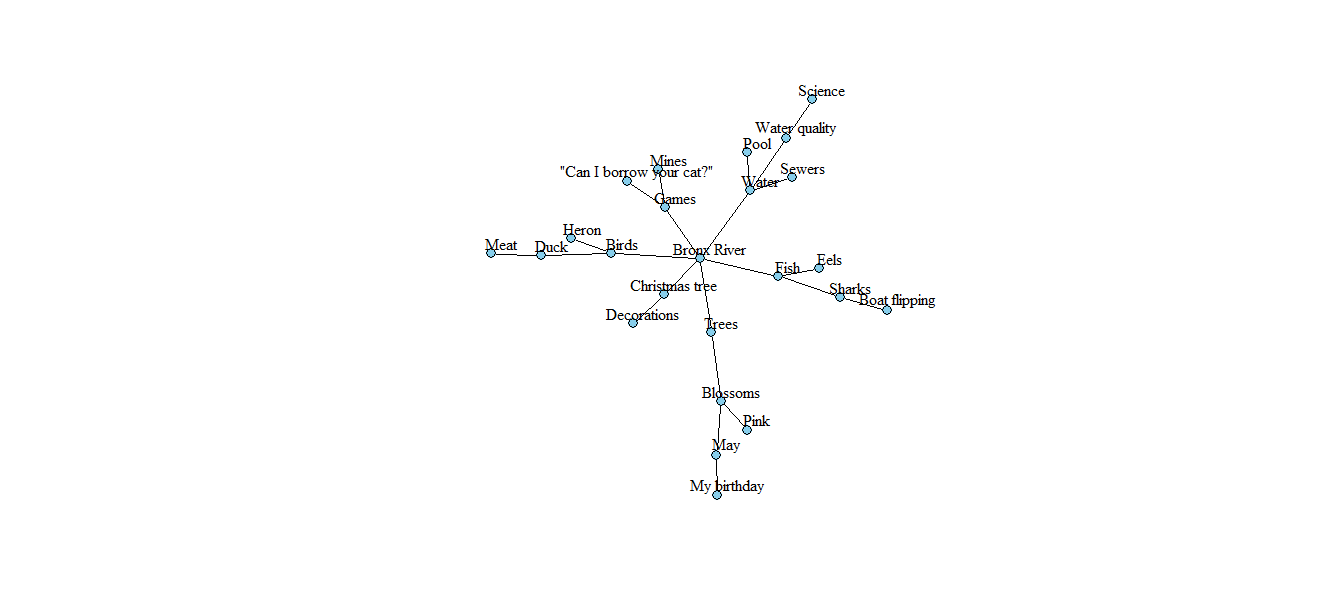 Science
Water quality
Pool
Mines
Sewers
"Can I borrow your cat?"
Water
Games
Heron
Meat
Duck
Birds
Bronx River
Eels
Fish
Christmas tree
Sharks
Boat flipping
Decorations
Trees
Blossoms
Pink
May
My birthday